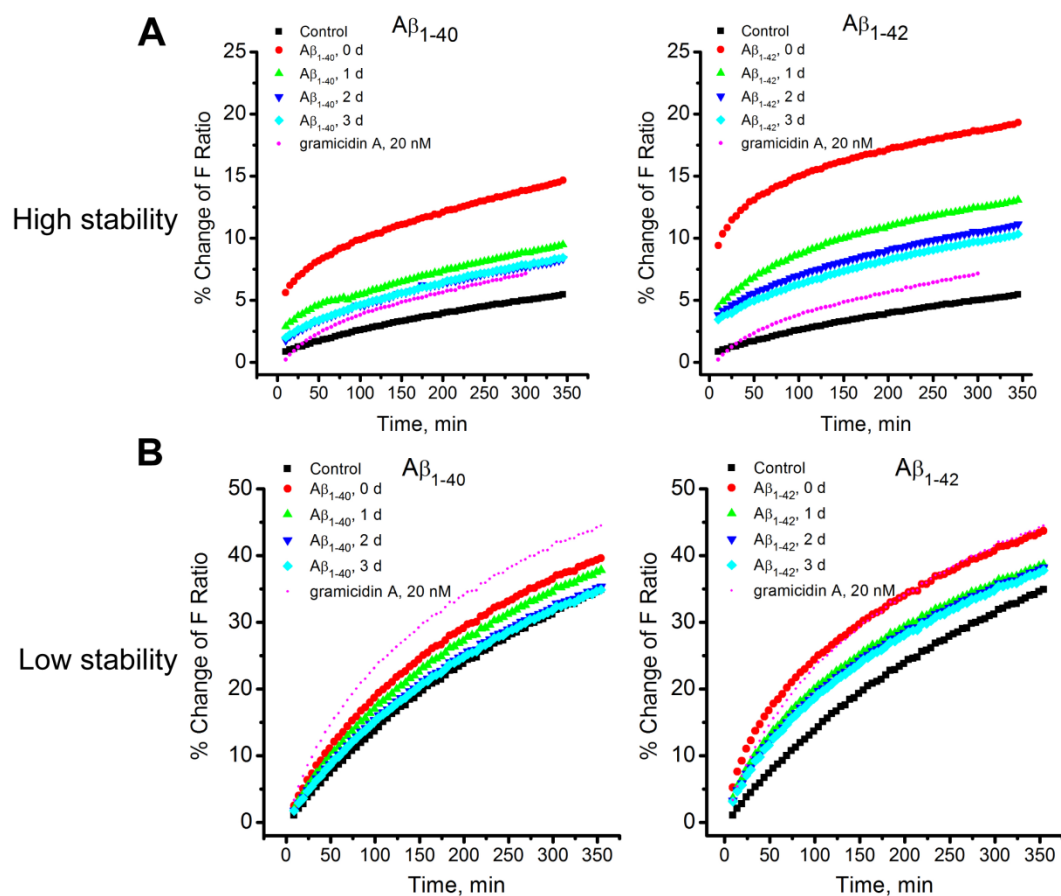 A
Aβ1-40
Control
Aβ1-40, 0 d
Aβ1-40, 1 d
Aβ1-40, 2 d
Aβ1-40, 3 d
gramicidin A, 20 nM
25
20
15
10
5
0
% Change of F Ratio
0 50 100 150 200 250 300 350
Time, min
Aβ1-42
Control
Aβ1-42, 0 d
Aβ1-42, 1 d
Aβ1-42, 2 d
Aβ1-42, 3 d
gramicidin A, 20 nM
25
20
15
10
5
0
% Change of F Ratio
0 50 100 150 200 250 300 350
Time, min
High stability
B
Aβ1-40
Control
Aβ1-40, 0 d
Aβ1-40, 1 d
Aβ1-40, 2 d
Aβ1-40, 3 d
gramicidin A, 20 nM
50
40
30
20
10
0
% Change of F Ratio
0 50 100 150 200 250 300 350
Time, min
Aβ1-42
Control
Aβ1-42, 0 d
Aβ1-42, 1 d
Aβ1-42, 2 d
Aβ1-42, 3 d
gramicidin A, 20 nM
50
40
30
20
10
0
% Change of F Ratio
0 50 100 150 200 250 300 350
Time, min
Low stability